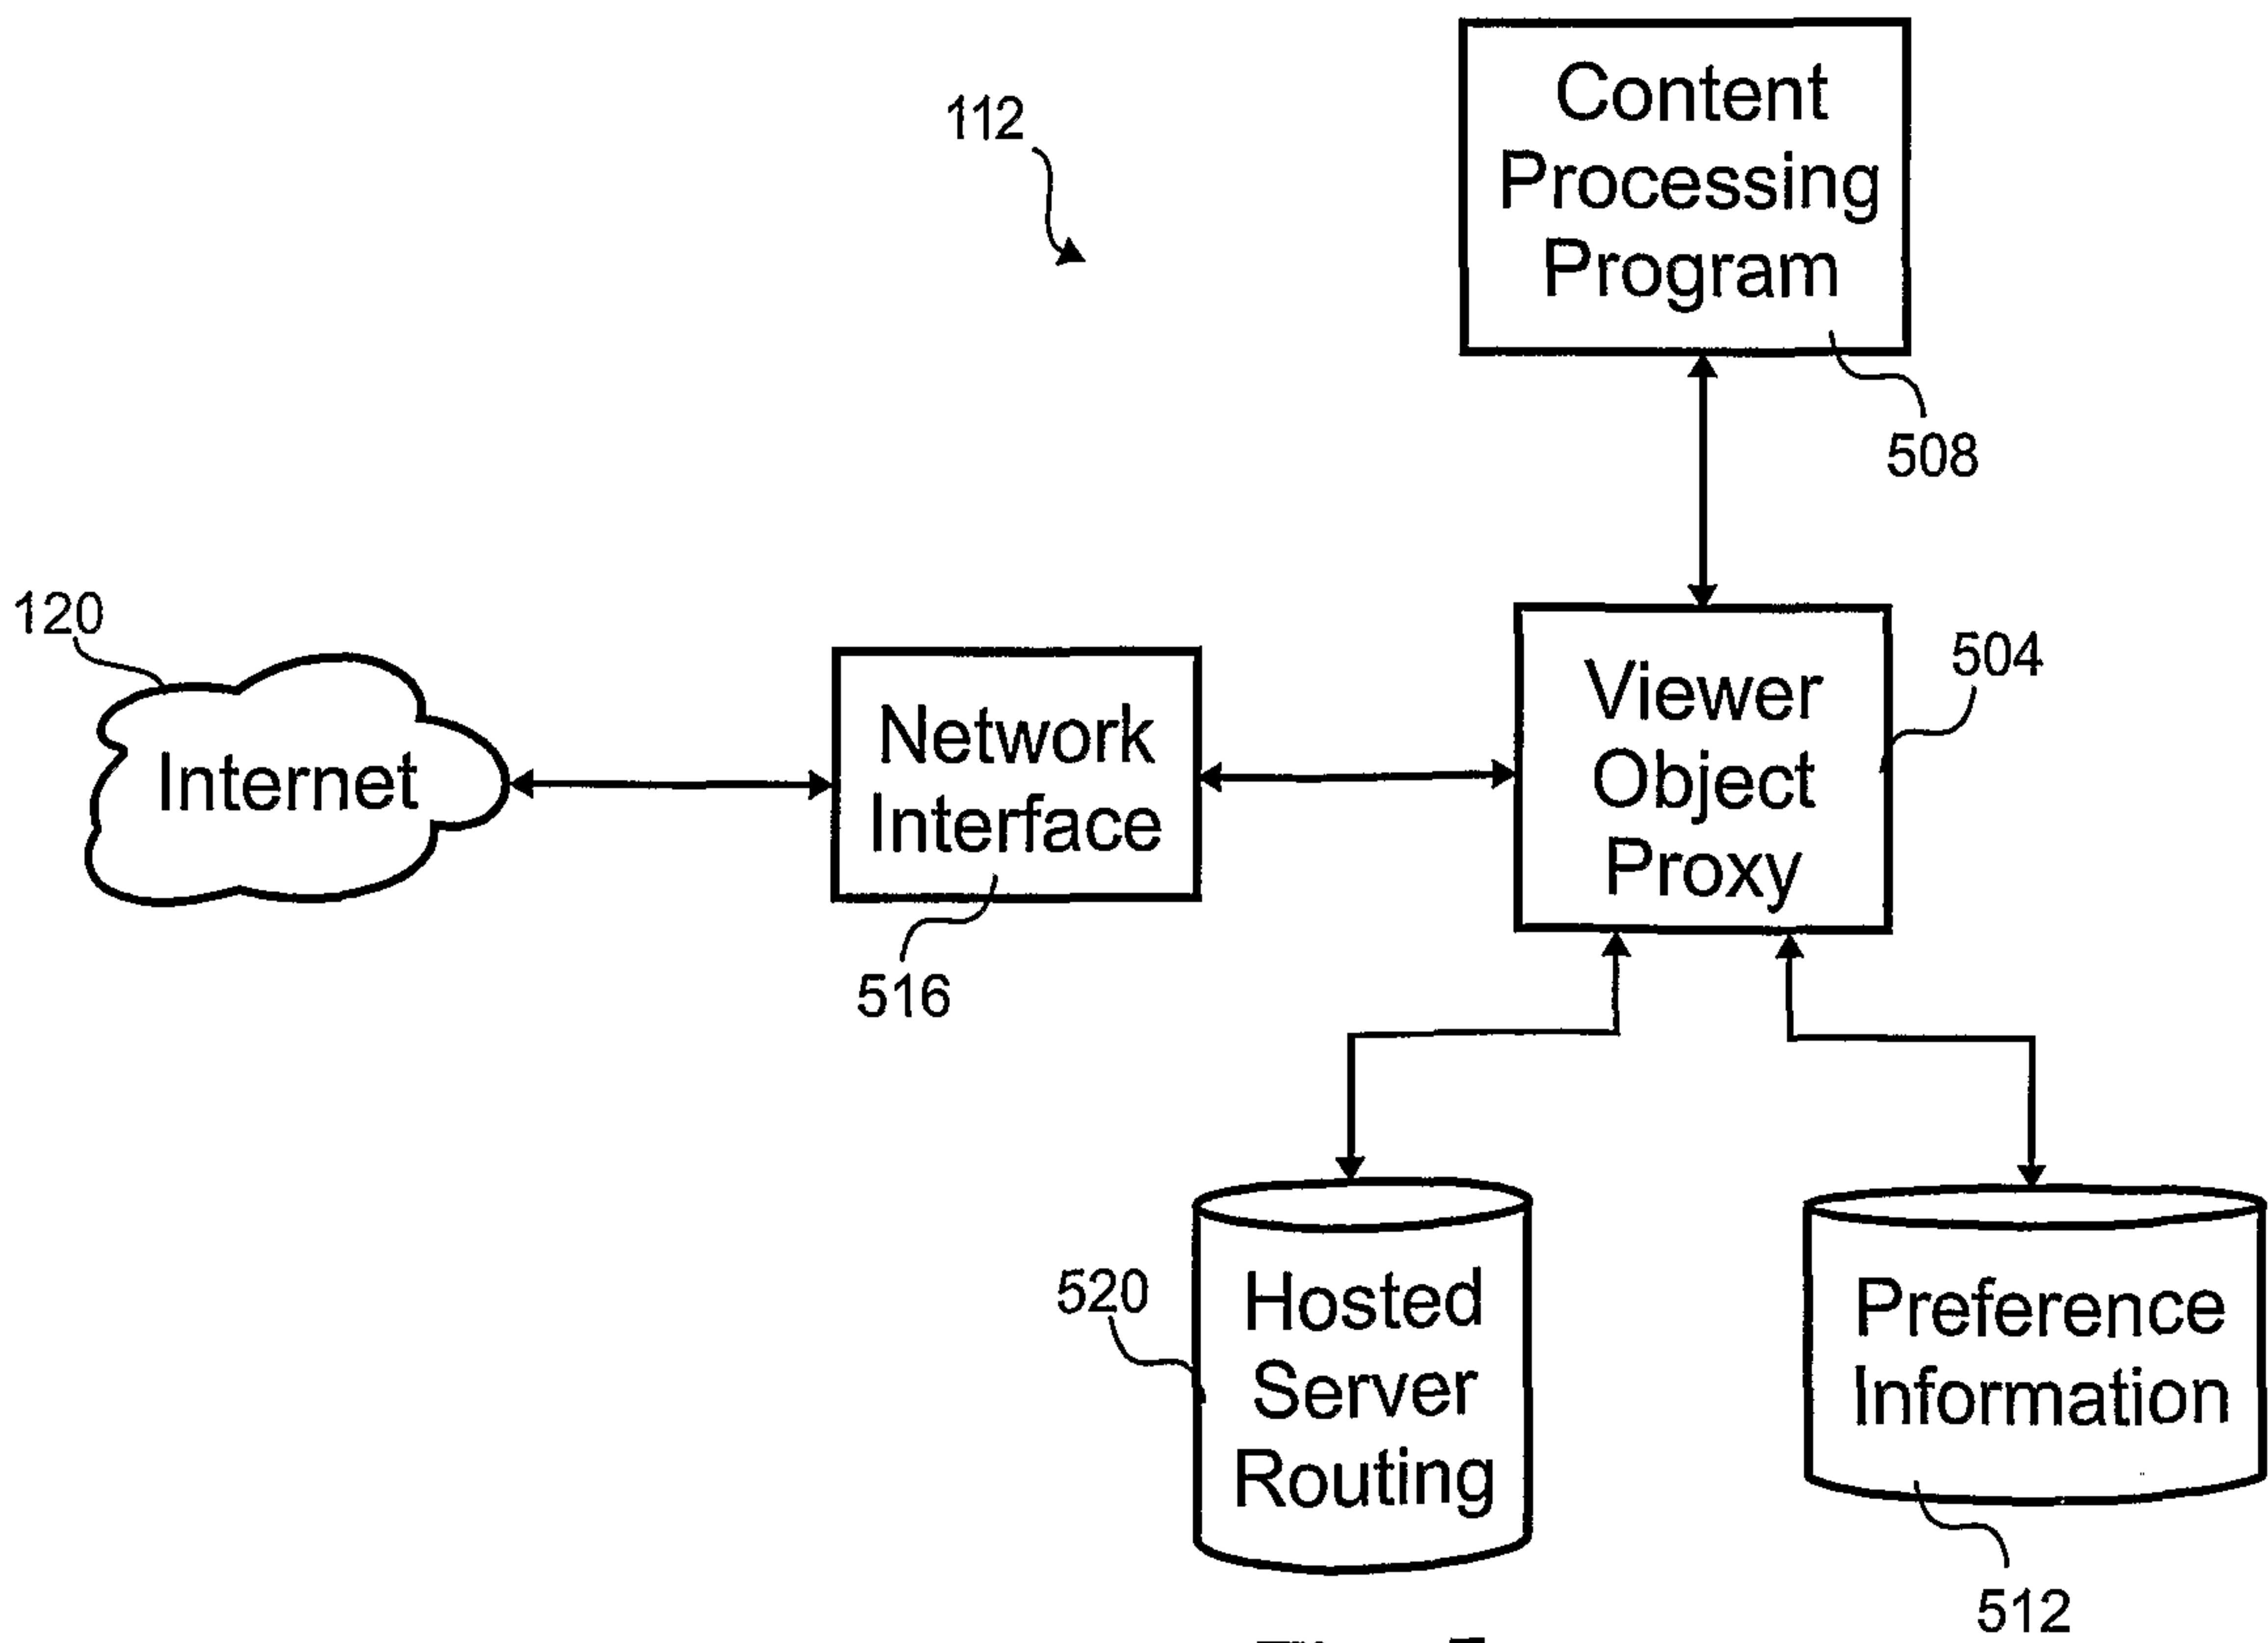 Content
Processing
Program
112
508
120
Internet
Network
Interface
516
Viewer
Object
Proxy
504
520
Hosted
Server
Routing
Preference
Information
512